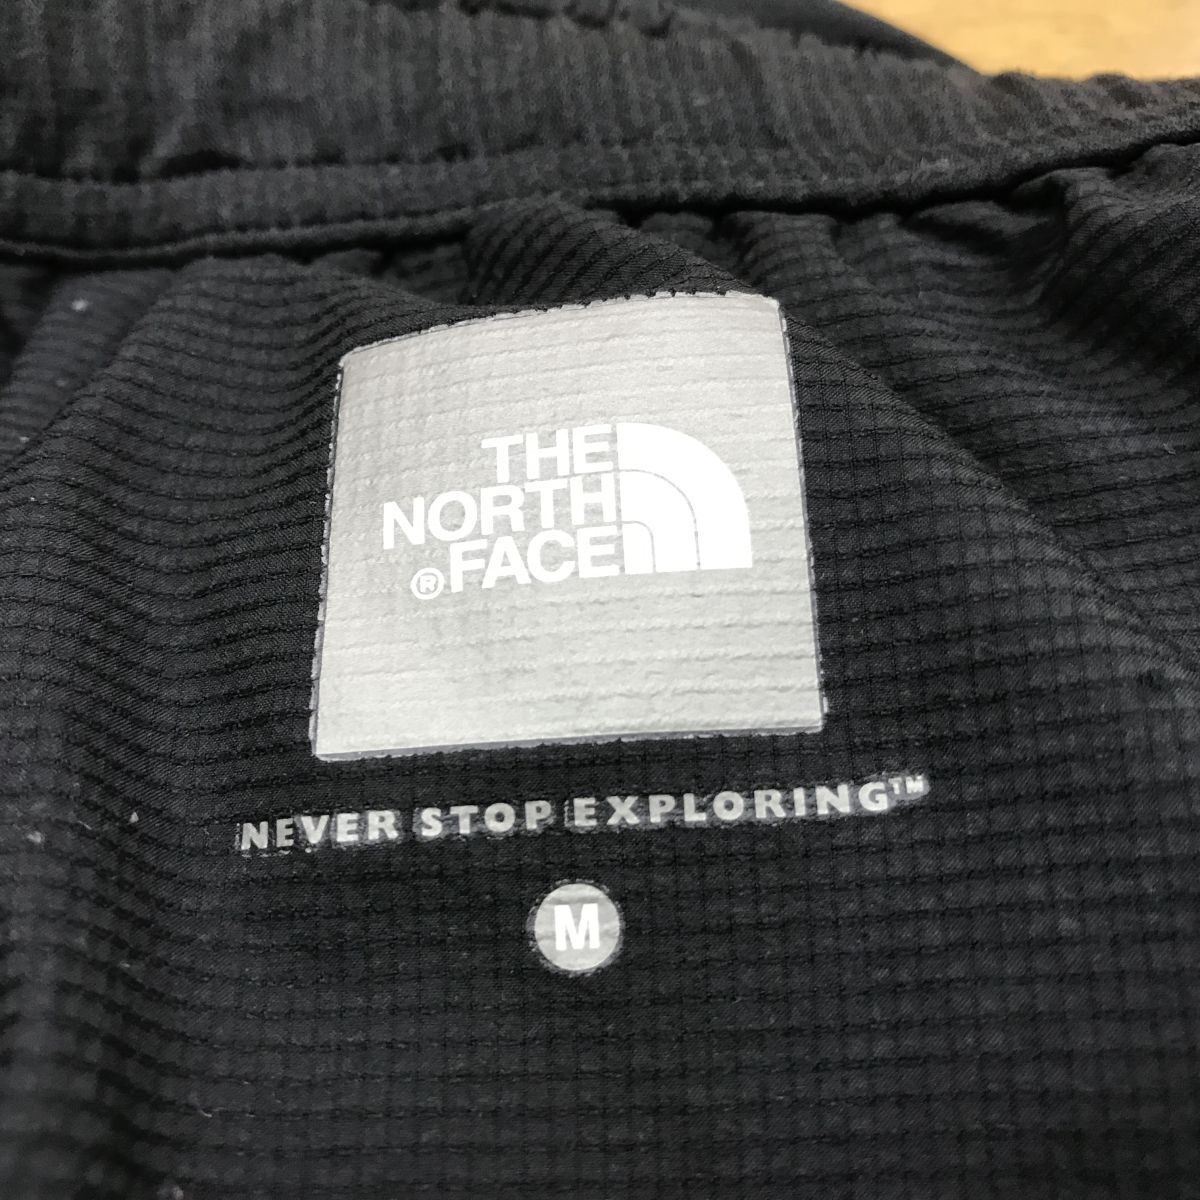 THE
NORTH
®FACE
NEVER STOP EXPLORING™
M